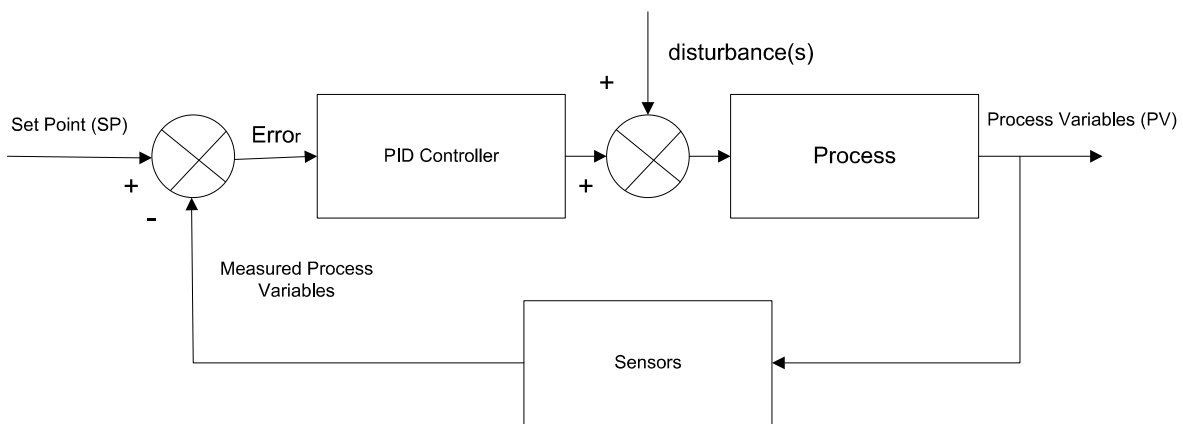 disturbance(s)
+
Set Point (SP)
Error
PID Controller
Process
Process Variables (PV)
+
+
-
Measured Process
Variables
Sensors